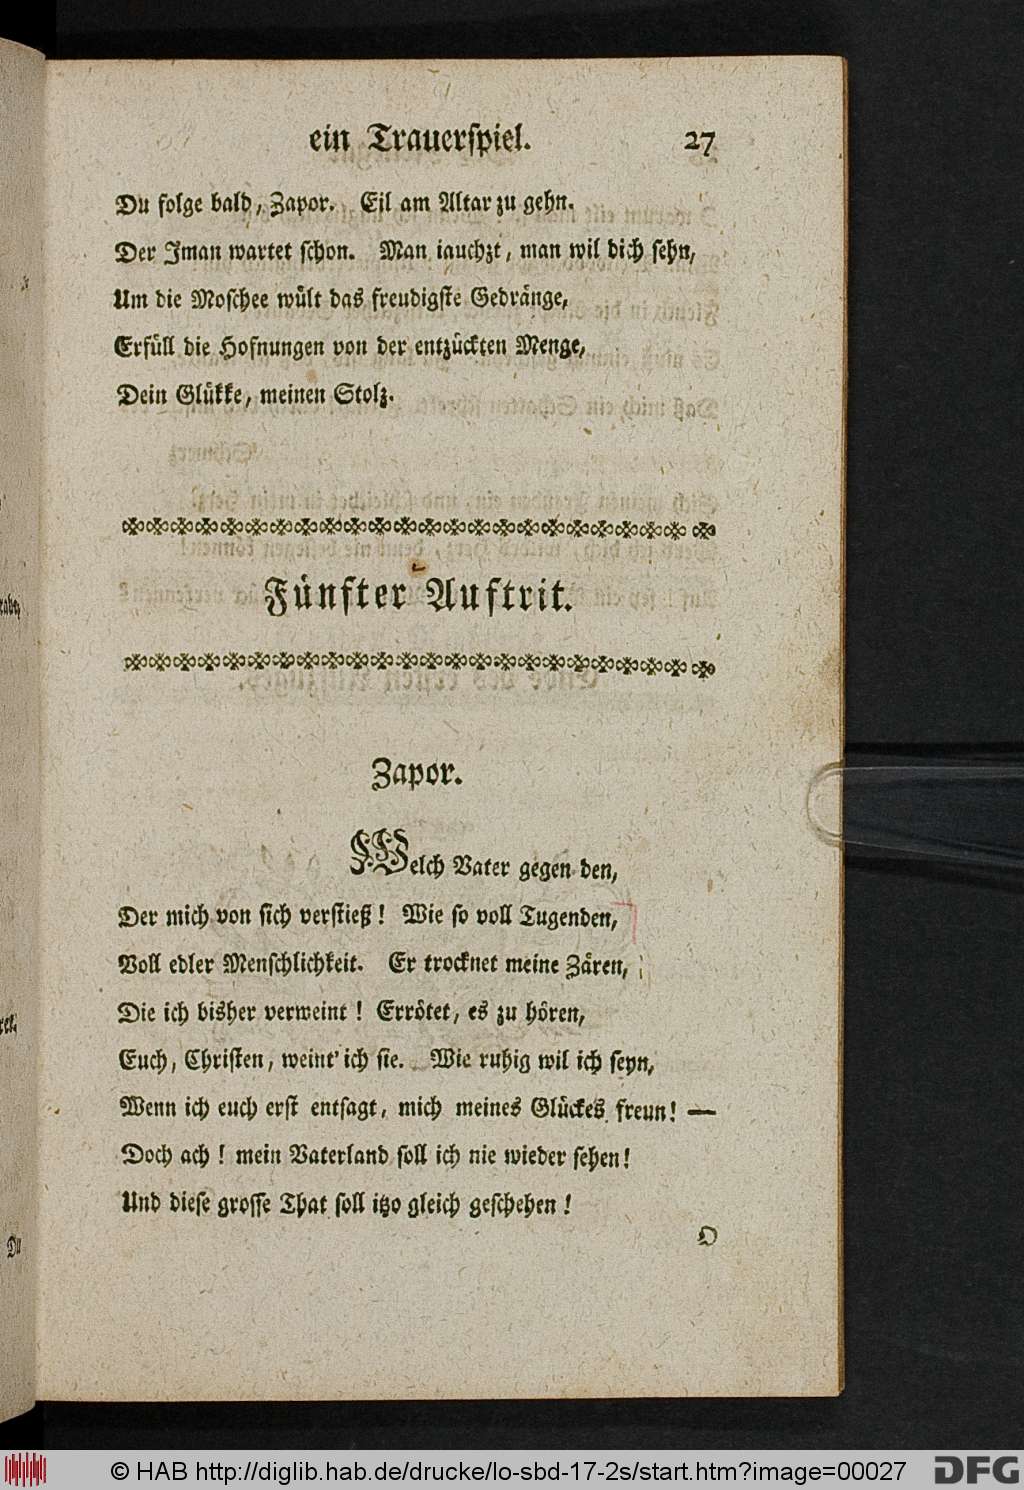 ein Trauerspiel. 27
Du folge bald, Zapor. Eil am Altar zu gehn.
Der Iman wartet schon. Man iauchzt, man wil dich sehn,
Um die Moschee wült das freudigste Gedränge,
Erfüll die Hofnungen von der entzückten Menge,
Dein Glükke, meinen Stolz.
Fünfter Auftrit.
Zapor.
Welch Vater gegen den,
Der mich von sich verstieß! Wie so voll Tugenden,
Voll edler Menschlichkeit. Er trocknet meine Zären,
Die ich bisher verweint! Errötet, es zu hören,
Euch, Christen, weint' ich sie. Wie ruhig wil ich seyn,
Wenn ich euch erst entsagt, mich meines Glückes freun! —
Doch ach! mein Vaterland soll ich nie wieder sehen!
Und diese grosse That soll itzo gleich geschehen!
O
Du
© HAB http://diglib.hab.de/drucke/lo-sbd-17-2s/start.htm?image=00027
DFG